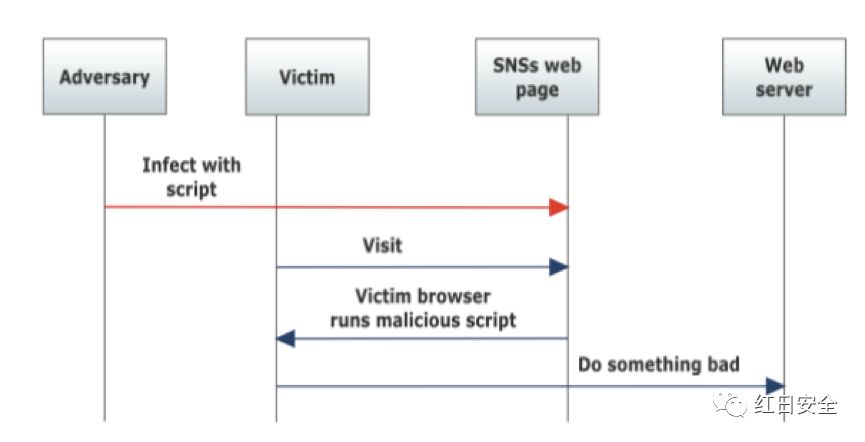 Adversary
Victim
SNSs web
page
Web
server
Infect with
script
Visit
Victim browser
runs malicious script
Do something bad
红日安全